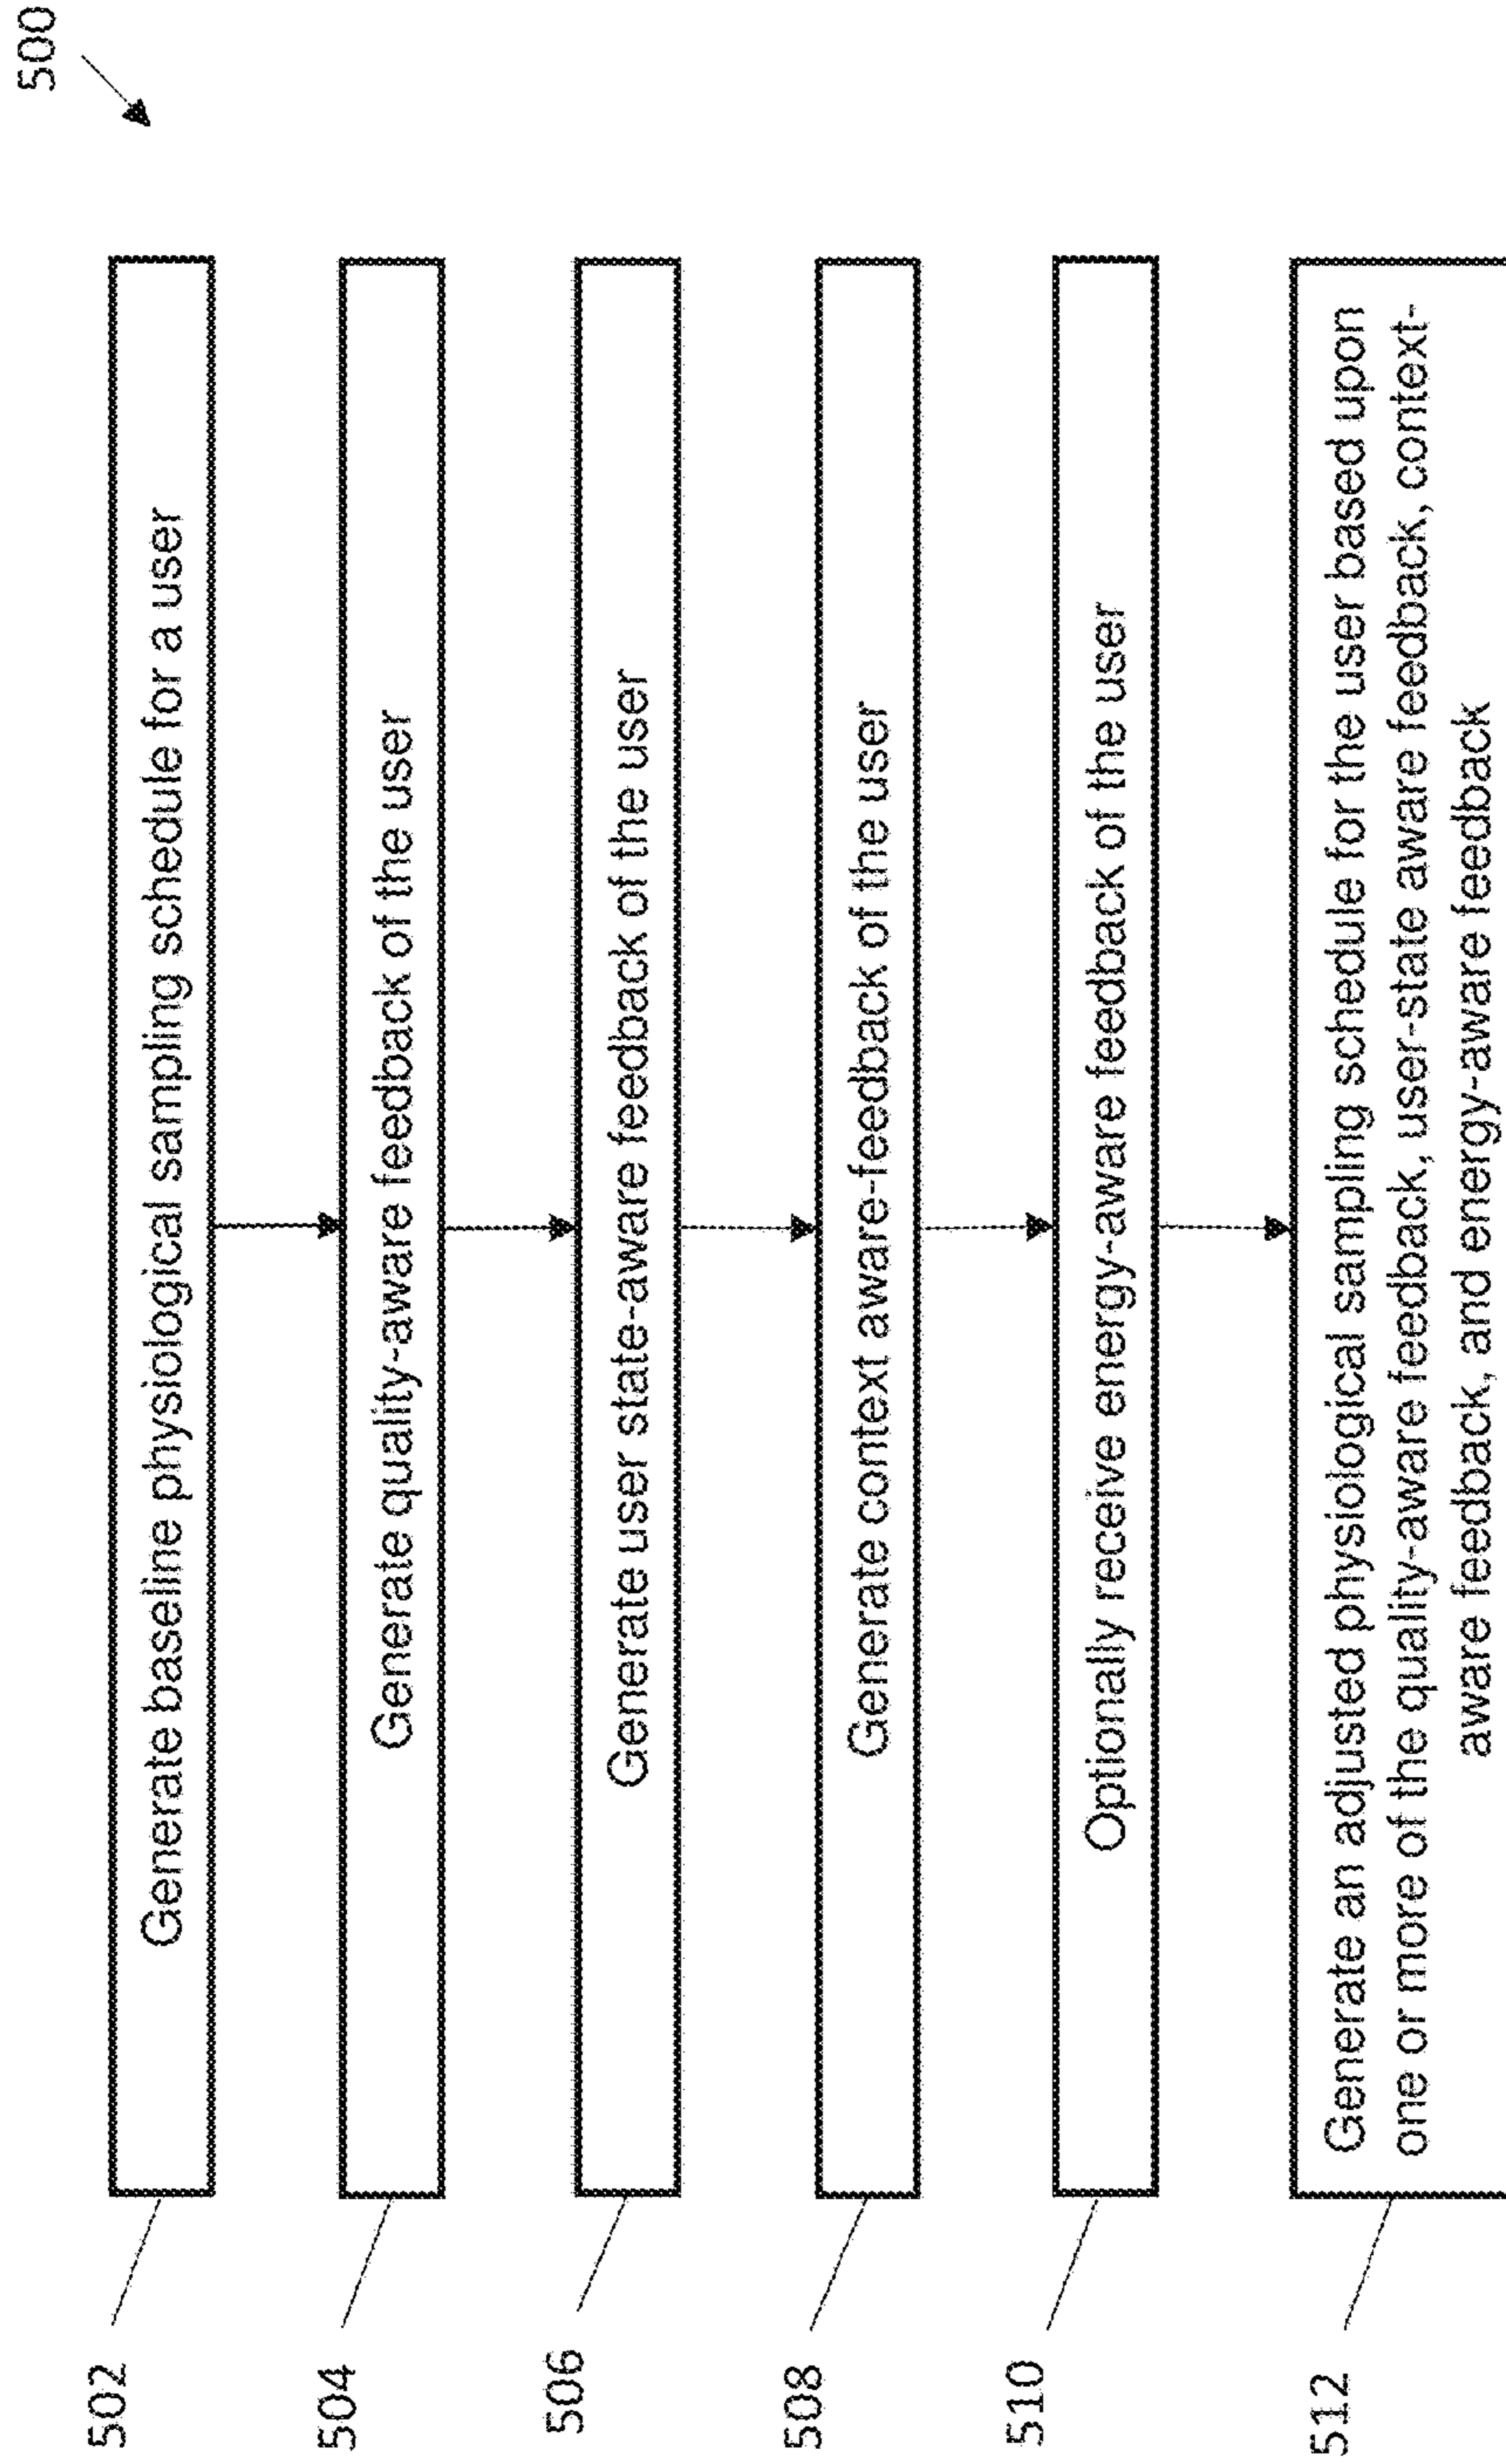 500
502
Generate baseline physiological sampling schedule for a user
504
Generate quality-aware feedback of the user
506
Generate user state-aware feedback of the user
508
Generate context aware-feedback of the user
510
Optionally receive energy-aware feedback of the user
512
Generate an adjusted physiological sampling schedule for the user based upon
one or more of the quality-aware feedback, user-state aware feedback, context-
aware feedback, and energy-aware feedback